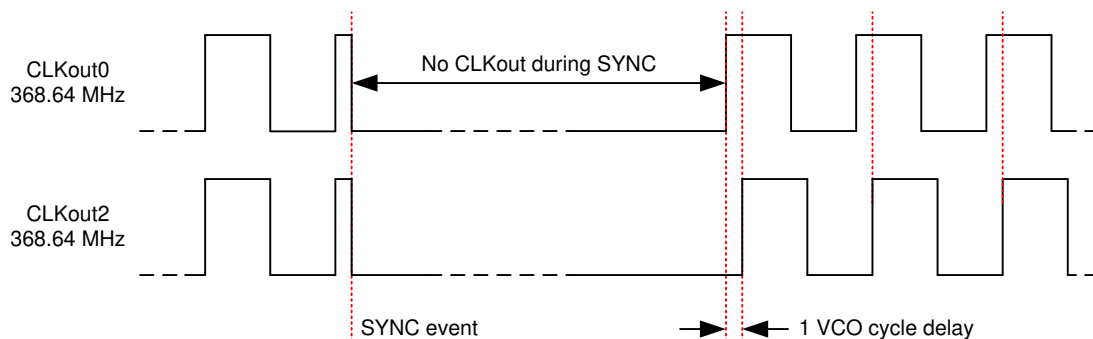 CLKout0
368.64 MHz
No CLKout during SYNC
CLKout2
368.64 MHz
SYNC event
1 VCO cycle delay